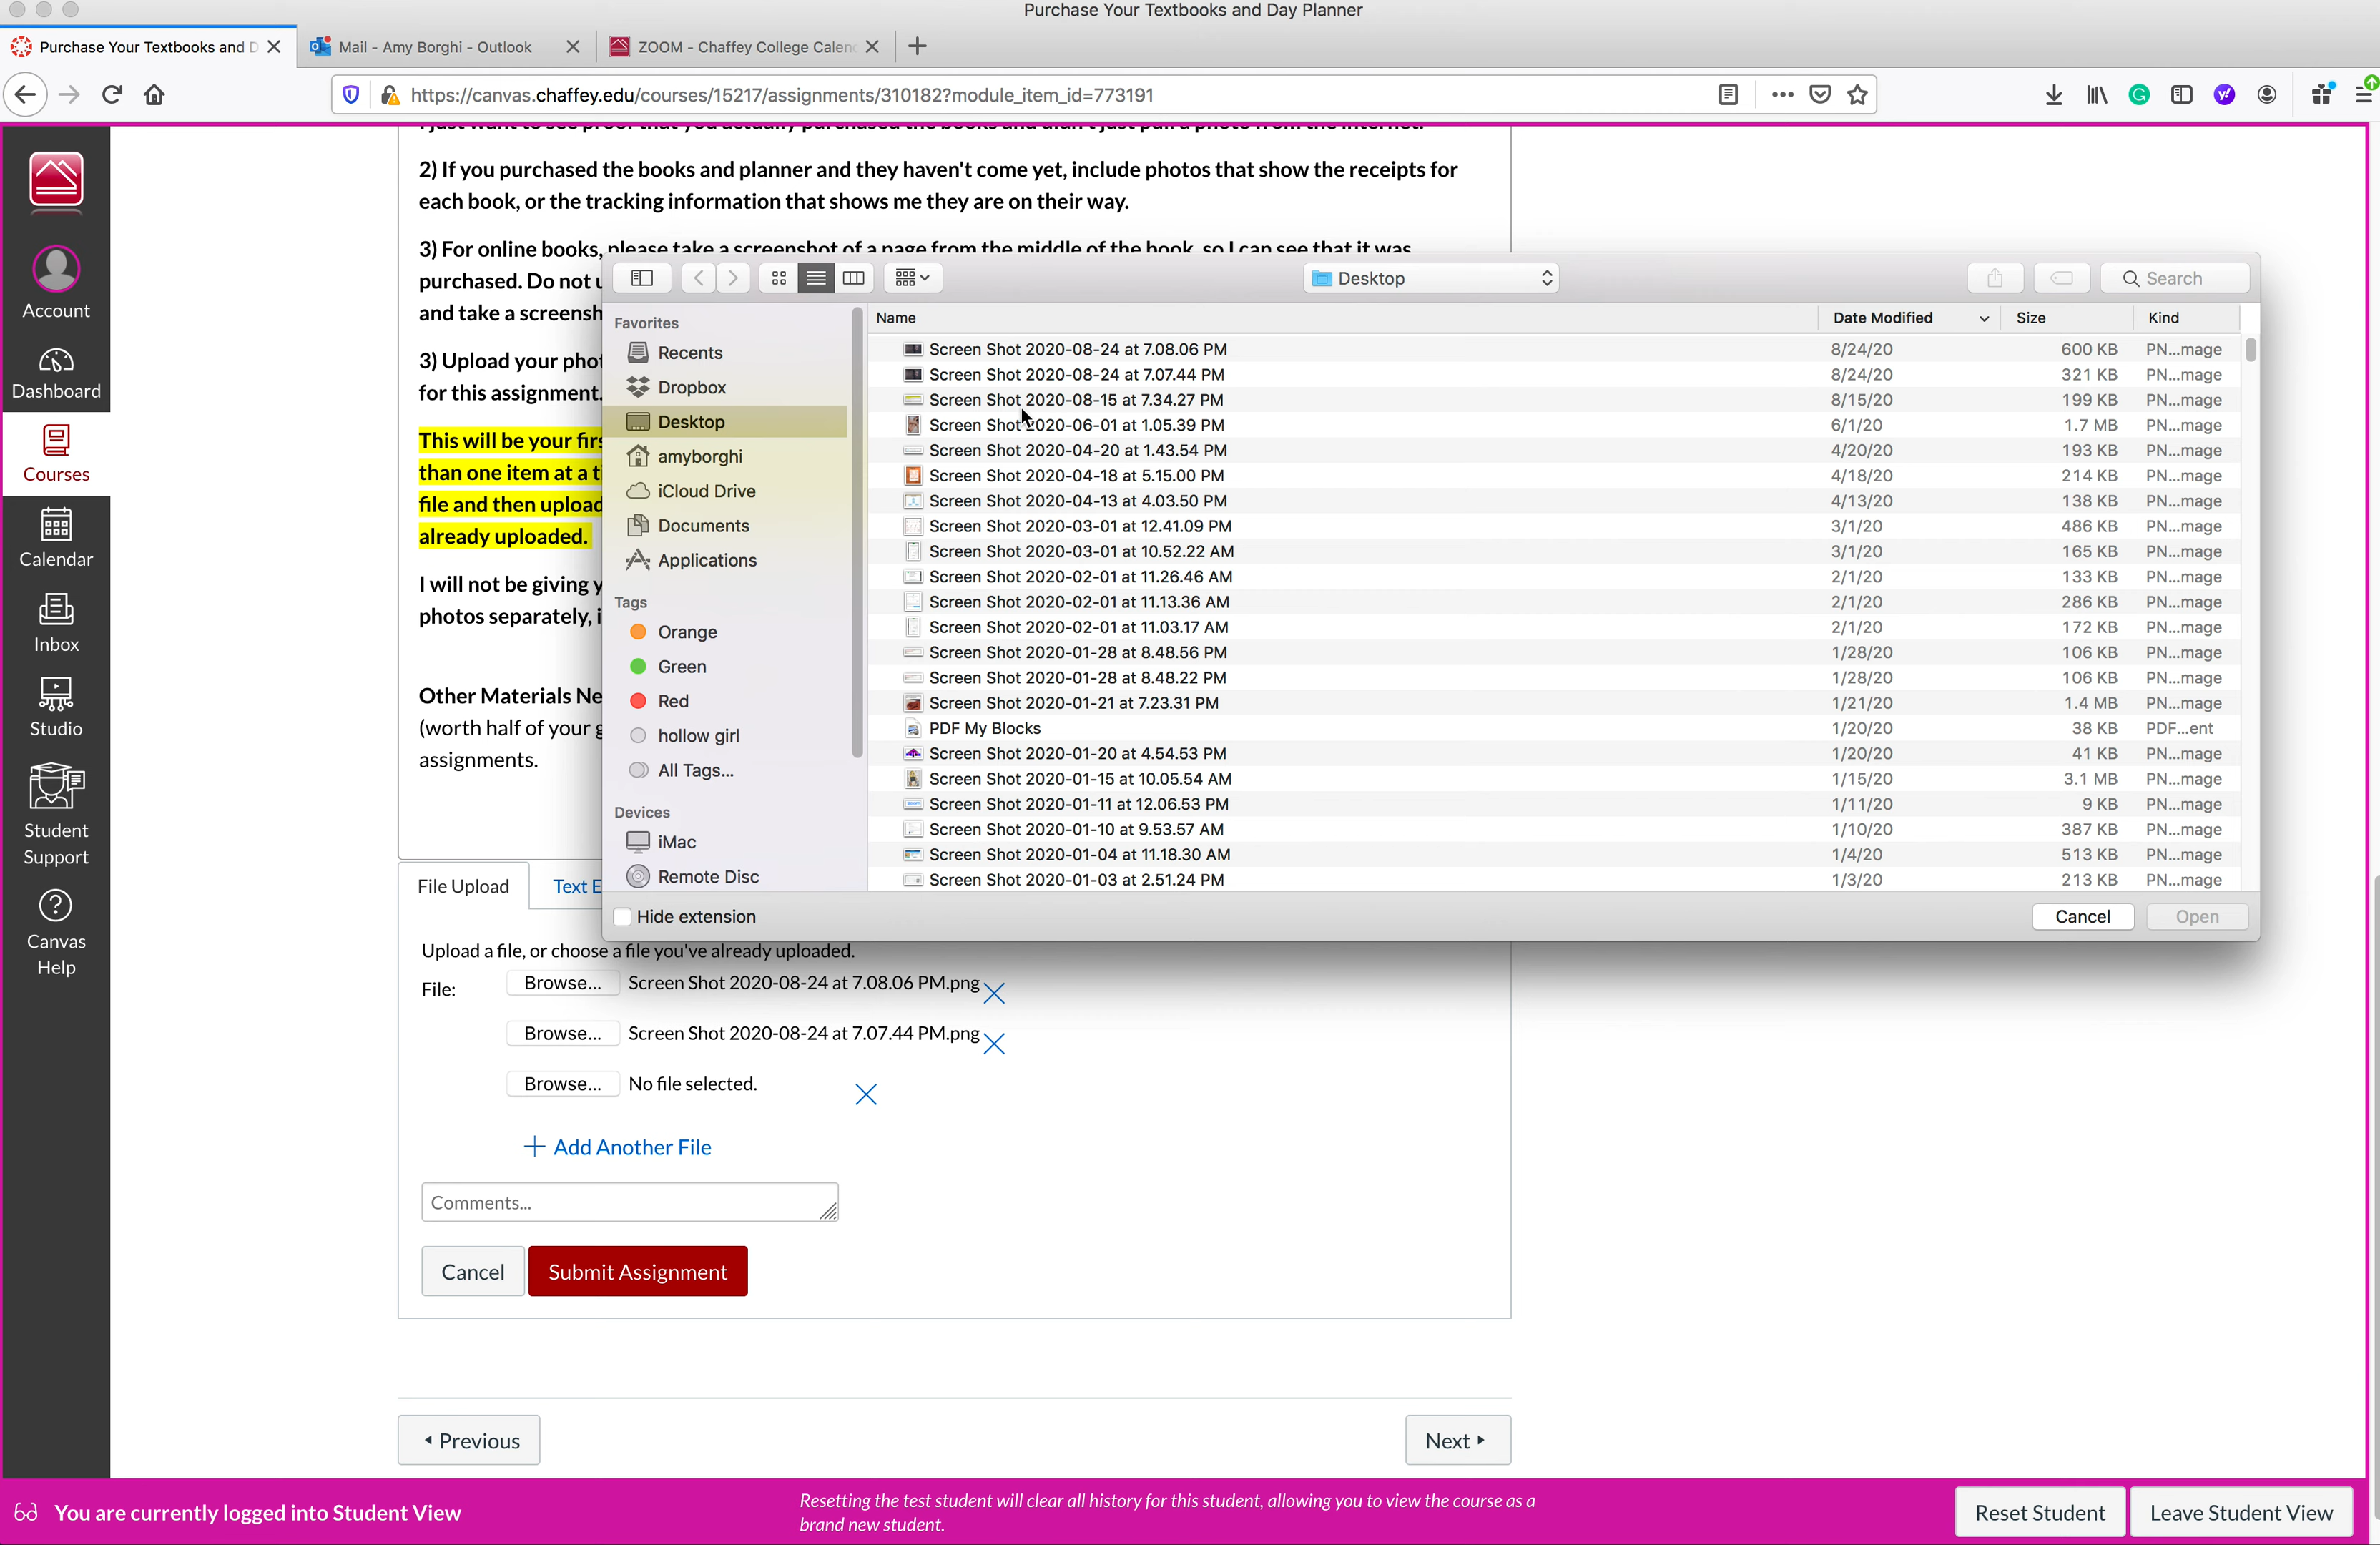 Purchase Your Textbooks and Day Planner
Purchase Your Textbooks and D
Mail - Amy Borghi - Outlook
ZOOM - Chaffey College Calen
https://canvas.chaffey.edu/courses/15217/assignments/310182?module_item_id=773191
Account
Dashboard
Courses
Calendar
Inbox
Studio
Student
Support
Canvas
Help
I just want to see proof that you actually purchased the books and didn't just pull a photo from the internet.
2) If you purchased the books and planner and they haven't come yet, include photos that show the receipts for
each book, or the tracking information that shows me they are on their way.
3) For online books, please take a screenshot of a page from the middle of the book, so I can see that it was
purchased. Do not u
and take a screensh
3) Upload your phot
for this assignment.
This will be your firs
than one item at a ti
file and then upload
already uploaded.
I will not be giving y
photos separately, i
Other Materials Ne
(worth half of your g
assignments.
Desktop
Search
Favorites
Recents
Dropbox
Desktop
amyborghi
iCloud Drive
Documents
Applications
Tags
Orange
Green
Red
hollow girl
All Tags...
Devices
iMac
Remote Disc
Name Date Modified Size Kind
Screen Shot 2020-08-24 at 7.08.06 PM 8/24/20 600 KB PN...mage
Screen Shot 2020-08-24 at 7.07.44 PM 8/24/20 321 KB PN...mage
Screen Shot 2020-08-15 at 7.34.27 PM 8/15/20 199 KB PN...mage
Screen Shot 2020-06-01 at 1.05.39 PM 6/1/20 1.7 MB PN...mage
Screen Shot 2020-04-20 at 1.43.54 PM 4/20/20 193 KB PN...mage
Screen Shot 2020-04-18 at 5.15.00 PM 4/18/20 214 KB PN...mage
Screen Shot 2020-04-13 at 4.03.50 PM 4/13/20 138 KB PN...mage
Screen Shot 2020-03-01 at 12.41.09 PM 3/1/20 486 KB PN...mage
Screen Shot 2020-03-01 at 10.52.22 AM 3/1/20 165 KB PN...mage
Screen Shot 2020-02-01 at 11.26.46 AM 2/1/20 133 KB PN...mage
Screen Shot 2020-02-01 at 11.13.36 AM 2/1/20 286 KB PN...mage
Screen Shot 2020-02-01 at 11.03.17 AM 2/1/20 172 KB PN...mage
Screen Shot 2020-01-28 at 8.48.56 PM 1/28/20 106 KB PN...mage
Screen Shot 2020-01-28 at 8.48.22 PM 1/28/20 106 KB PN...mage
Screen Shot 2020-01-21 at 7.23.31 PM 1/21/20 1.4 MB PN...mage
PDF My Blocks 1/20/20 38 KB PDF...ent
Screen Shot 2020-01-20 at 4.54.53 PM 1/20/20 41 KB PN...mage
Screen Shot 2020-01-15 at 10.05.54 AM 1/15/20 3.1 MB PN...mage
Screen Shot 2020-01-11 at 12.06.53 PM 1/11/20 9 KB PN...mage
Screen Shot 2020-01-10 at 9.53.57 AM 1/10/20 387 KB PN...mage
Screen Shot 2020-01-04 at 11.18.30 AM 1/4/20 513 KB PN...mage
Screen Shot 2020-01-03 at 2.51.24 PM 1/3/20 213 KB PN...mage
Hide extension
Cancel
Open
File Upload
Text E
Upload a file, or choose a file you've already uploaded.
File: Browse... Screen Shot 2020-08-24 at 7.08.06 PM.png
Browse... Screen Shot 2020-08-24 at 7.07.44 PM.png
Browse... No file selected.
+ Add Another File
Comments...
Cancel
Submit Assignment
Previous
Next
You are currently logged into Student View
Resetting the test student will clear all history for this student, allowing you to view the course as a
brand new student.
Reset Student
Leave Student View